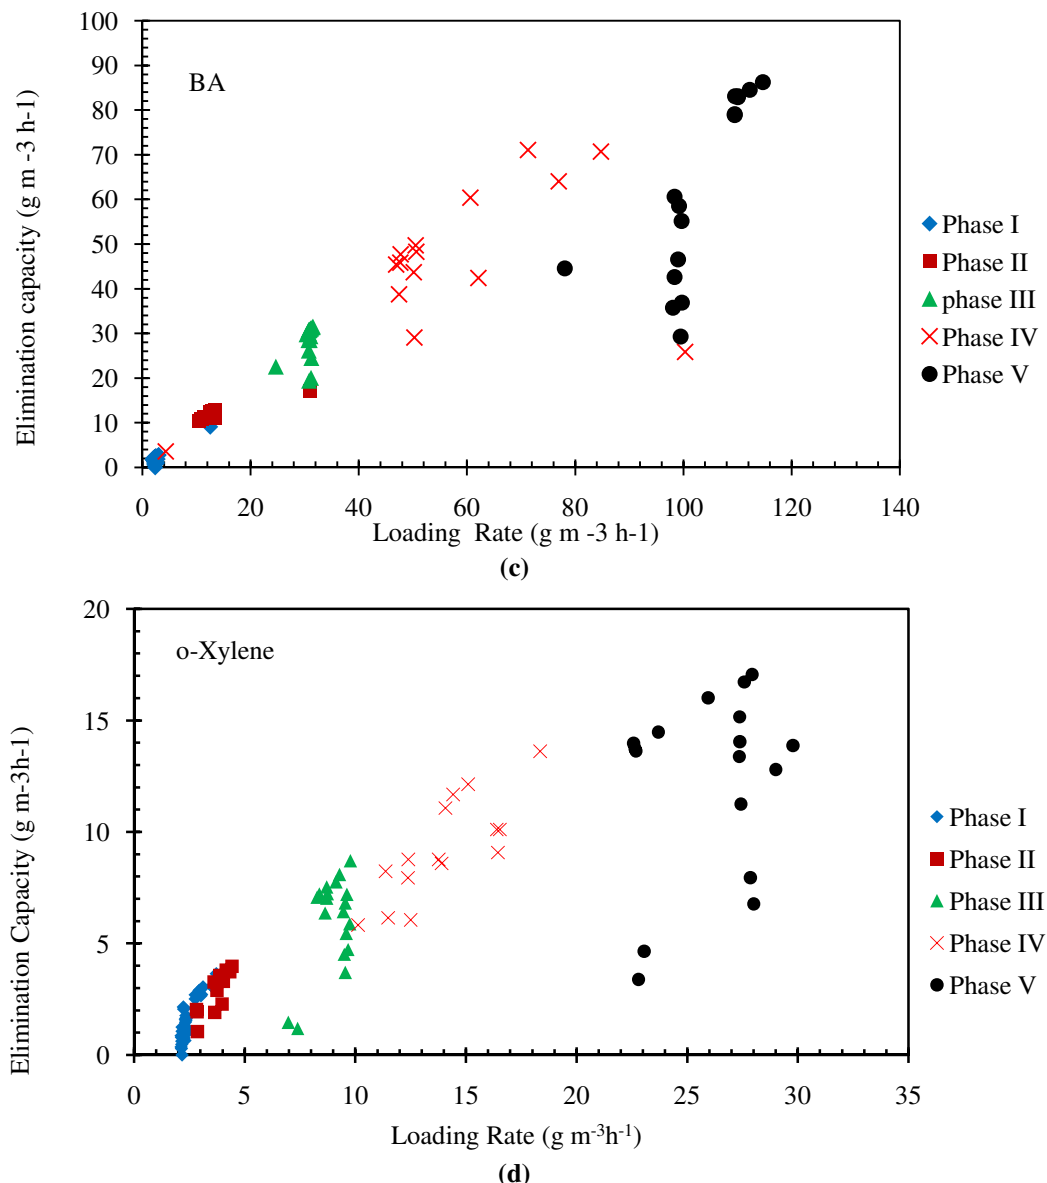 100
90
80
70
60
50
40
30
20
10
0
Elimination capacity (g m -3 h-1)
BA
Phase I
Phase II
phase III
Phase IV
Phase V
0 20 40 60 80 100 120 140
Loading Rate (g m -3 h-1)
(c)
20
15
10
5
0
Elimination Capacity (g m-3h-1)
o-Xylene
Phase I
Phase II
Phase III
Phase IV
Phase V
0 5 10 15 20 25 30 35
Loading Rate (g m-3h-1)
(d)